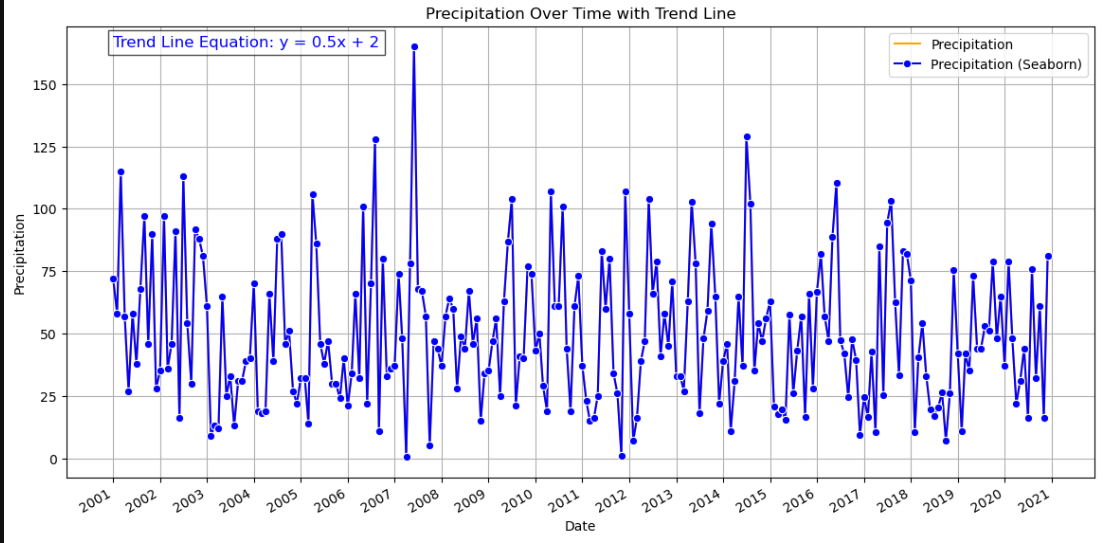 Precipitation Over Time with Trend Line
Trend Line Equation: y = 0.5x + 2
Precipitation
Precipitation (Seaborn)
Precipitation
150
125
100
75
50
25
0
2001 2002 2003 2004 2005 2006 2007 2008 2009 2010 2011 2012 2013 2014 2015 2016 2017 2018 2019 2020 2021
Date